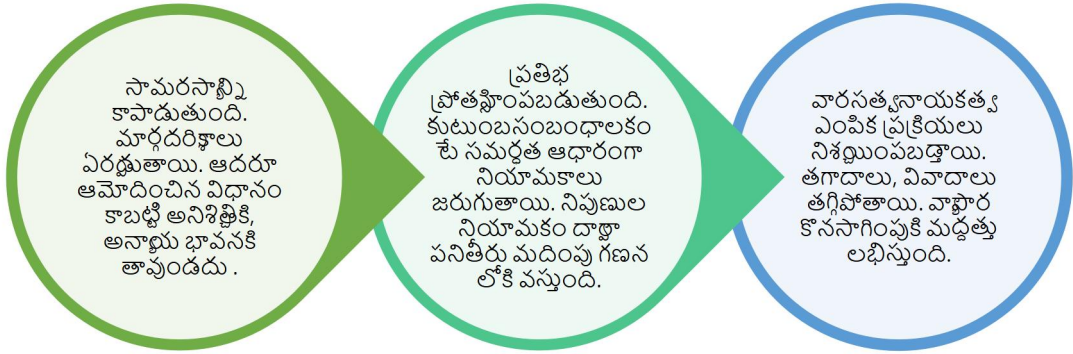 సామరస్యాన్ని
కాపాడుతుంది.
మార్గదర్శికాలు
ఏర్పడుతాయి. ఆదరూ
ఆమోదించిన విధానం
కాబట్టి అనిశ్చితికి,
అన్యాయ భావనకి
తావుండదు .
ప్రతిభ
ప్రోత్సహింపబడుతుంది.
కుటుంబసంబంధాలకం
టే సమర్థత ఆధారంగా
నియామకాలు
జరుగుతాయి. నిపుణుల
నియామకం ద్వారా
పనితీరు మదింపు గణన
లోకి వస్తుంది.
వారసత్వనాయకత్వ
ఎంపిక ప్రక్రియలు
నిశ్చయింపబడ్తాయి.
తగాదాలు, వివాదాలు
తగ్గిపోతాయి. వ్యాపార
కొనసాగింపుకి మద్దత్తు
లభిస్తుంది.